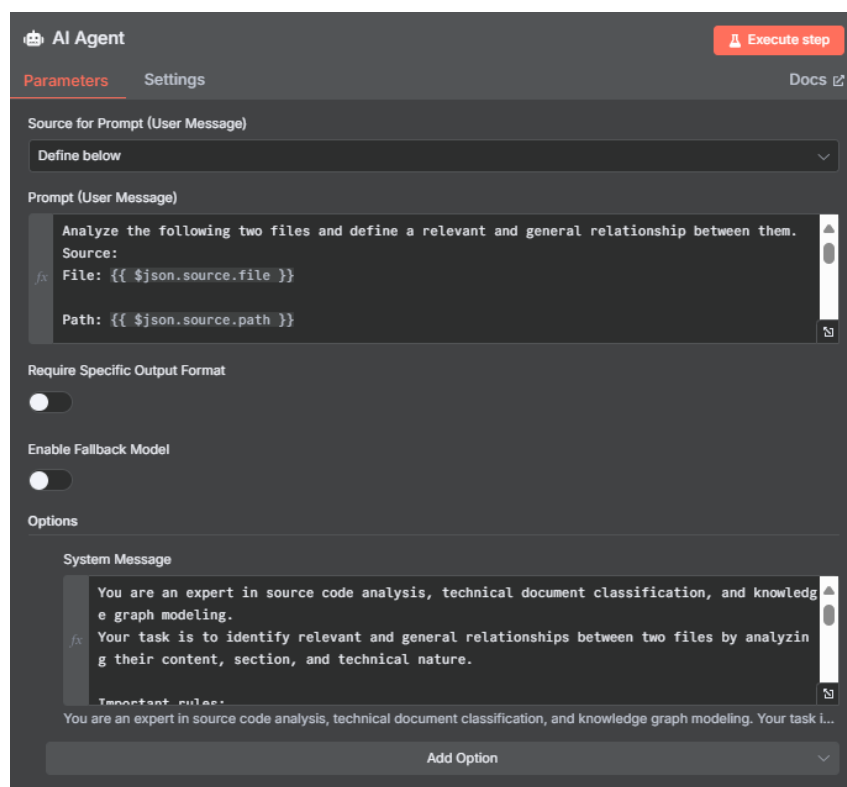 AI Agent
Execute step
Parameters
Settings
Docs
Source for Prompt (User Message)
Define below
Prompt (User Message)
Analyze the following two files and define a relevant and general relationship between them.
Source:
fx
File: {{ $json.source.file }}
Path: {{ $json.source.path }}
Require Specific Output Format
Enable Fallback Model
Options
System Message
You are an expert in source code analysis, technical document classification, and knowledg
e graph modeling.
fx
Your task is to identify relevant and general relationships between two files by analyzin
g their content, section, and technical nature.
Important rules:
You are an expert in source code analysis, technical document classification, and knowledge graph modeling. Your task i...
Add Option